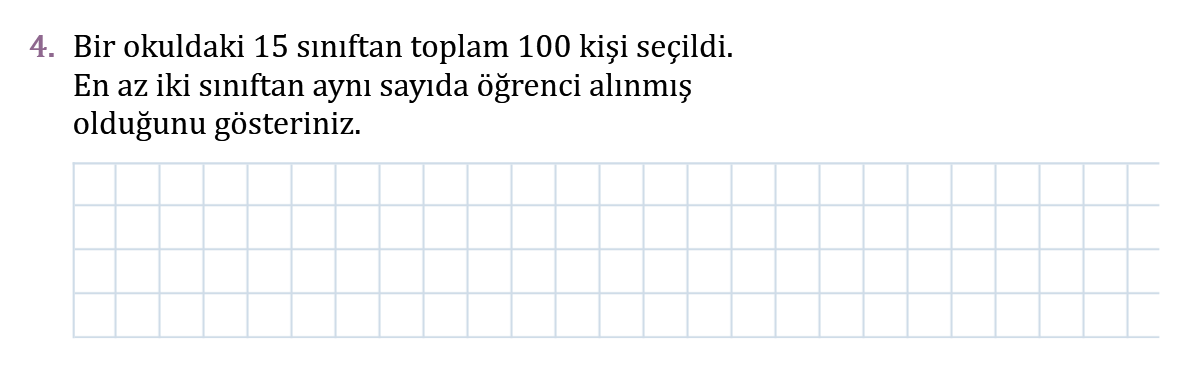 4. Bir okuldaki 15 sınıftan toplam 100 kişi seçildi.
En az iki sınıftan aynı sayıda öğrenci alınmış
olduğunu gösteriniz.